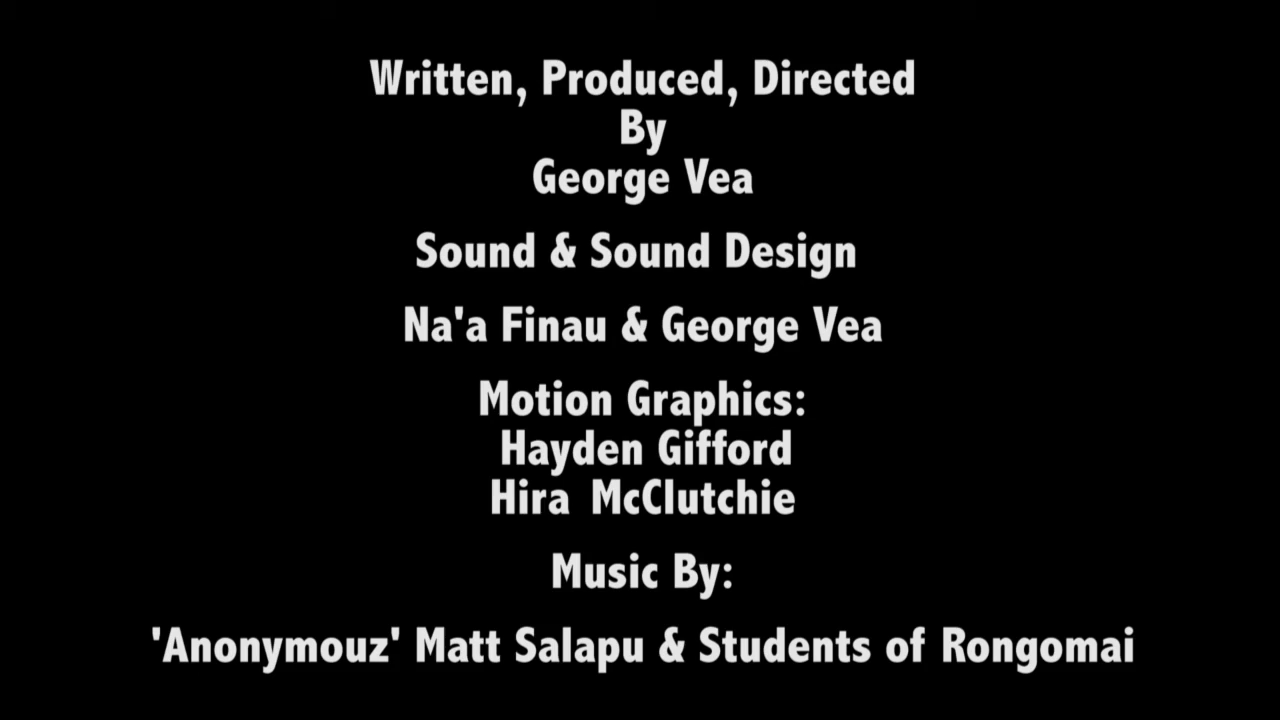 Written, Produced, Directed
By
George Vea
Sound & Sound Design
Na'a Finau & George Vea
Motion Graphics:
Hayden Gifford
Hira McClutchie
Music By:
'Anonymouz' Matt Salapu & Students of Rongomai